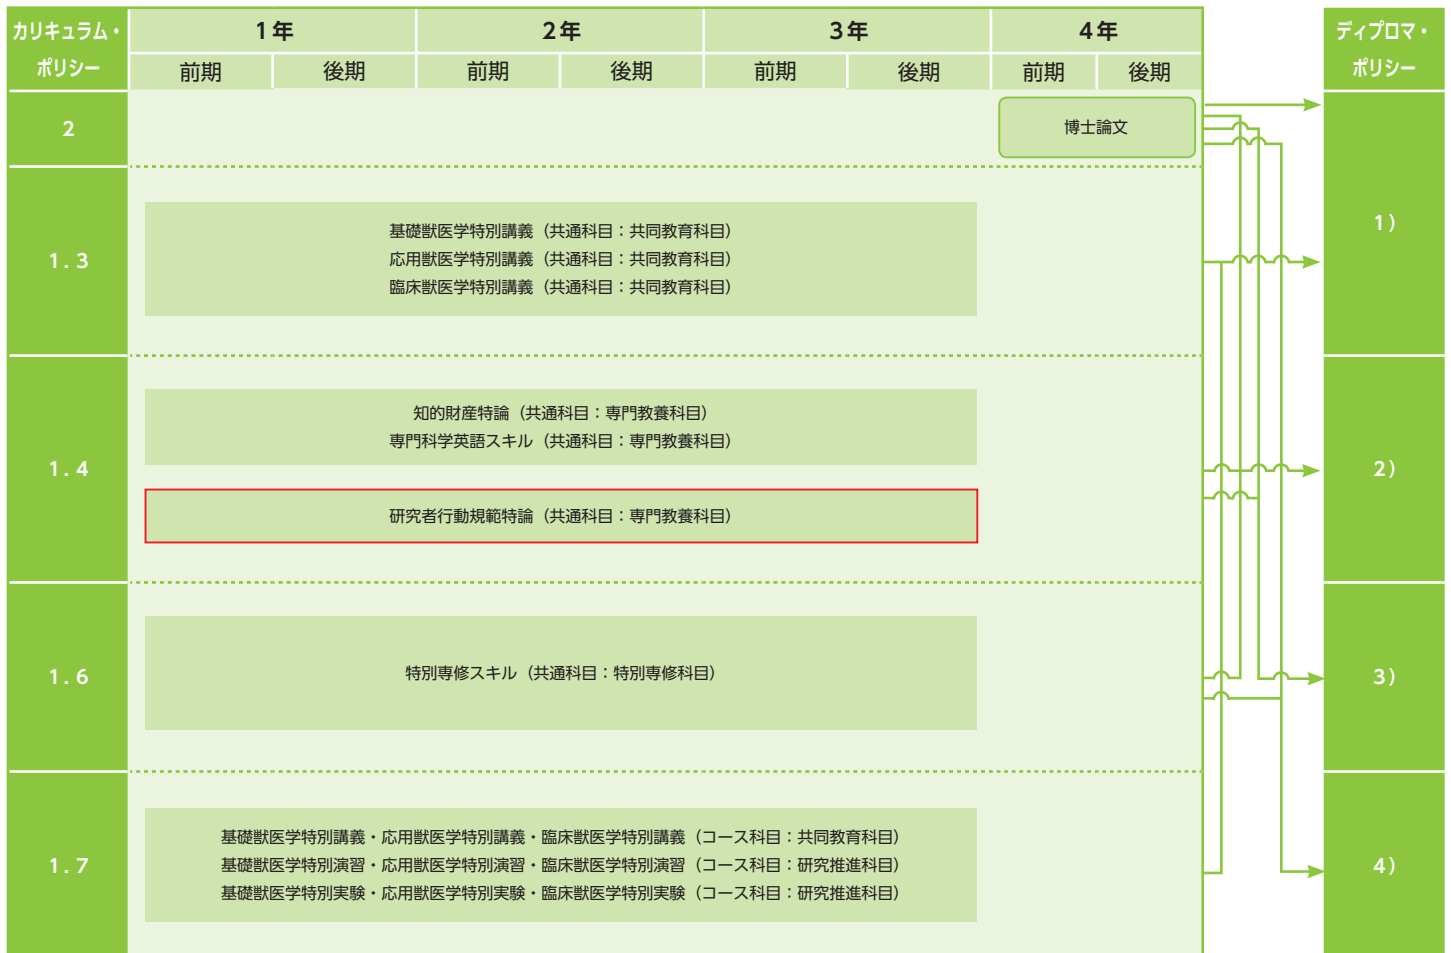 カリキュラム・
ポリシー
1年
2年
3年
4年
前期
後期
前期
後期
前期
後期
前期
後期
ディプロマ・
ポリシー
2
博士論文
1）
1．3
基礎獣医学特別講義（共通科目：共同教育科目）
応用獣医学特別講義（共通科目：共同教育科目）
臨床獣医学特別講義（共通科目：共同教育科目）
1．4
知的財産特論（共通科目：専門教養科目）
専門科学英語スキル（共通科目：専門教養科目）
研究者行動規範特論（共通科目：専門教養科目）
2）
1．6
特別専修スキル（共通科目：特別専修科目）
3）
1．7
基礎獣医学特別講義・応用獣医学特別講義・臨床獣医学特別講義（コース科目：共同教育科目）
基礎獣医学特別演習・応用獣医学特別演習・臨床獣医学特別演習（コース科目：研究推進科目）
基礎獣医学特別実験・応用獣医学特別実験・臨床獣医学特別実験（コース科目：研究推進科目）
4）